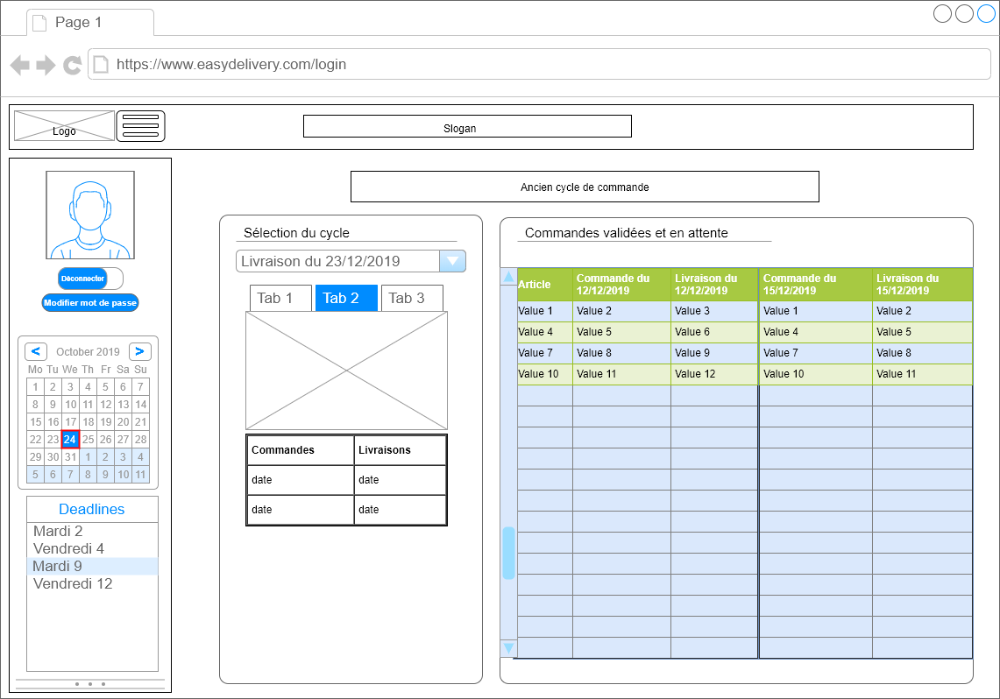 Page 1
https://www.easydelivery.com/login
Logo
Slogan
Ancien cycle de commande
Déconnecter
Modifier mot de passe
< October 2019 >
Mo Tu We Th Fr Sa Su
1 2 3 4 5 6 7
8 9 10 11 12 13 14
15 16 17 18 19 20 21
22 23 24 25 26 27 28
29 30 31 1 2 3 4
5 6 7 8 9 10 11
Deadlines
Mardi 2
Vendredi 4
Mardi 9
Vendredi 12
Sélection du cycle
Livraison du 23/12/2019
Tab 1 Tab 2 Tab 3
Commandes Livraisons
date date
date date
Commandes validées et en attente
Article Commande du 12/12/2019 Livraison du 12/12/2019 Commande du 15/12/2019 Livraison du 15/12/2019
Value 1 Value 2 Value 3 Value 1 Value 2
Value 4 Value 5 Value 6 Value 4 Value 5
Value 7 Value 8 Value 9 Value 7 Value 8
Value 10 Value 11 Value 12 Value 10 Value 11